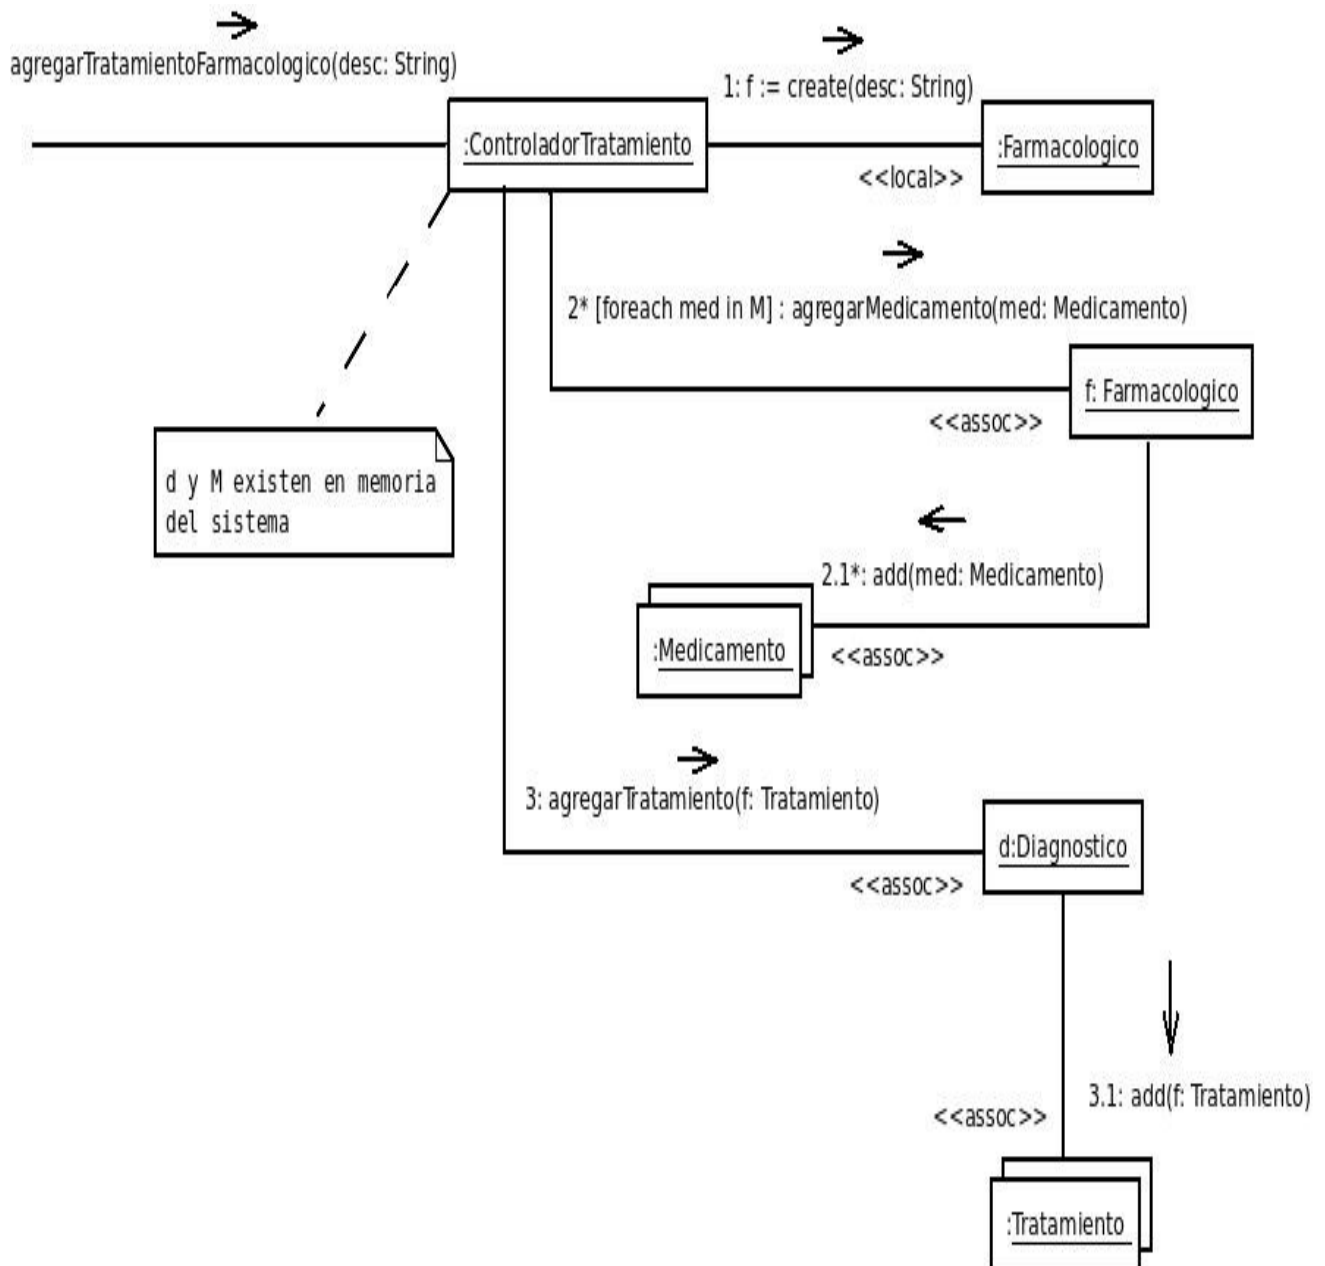 agregarTratamientoFarmacologico(desc: String)
1: f := create(desc: String)
:ControladorTratamiento
:Farmacologico
<<local>>
2* [foreach med in M] : agregarMedicamento(med: Medicamento)
f: Farmacologico
<<assoc>>
d y M existen en memoria
del sistema
2.1*: add(med: Medicamento)
:Medicamento
<<assoc>>
3: agregarTratamiento(f: Tratamiento)
d:Diagnostico
<<assoc>>
3.1: add(f: Tratamiento)
<<assoc>>
:Tratamiento